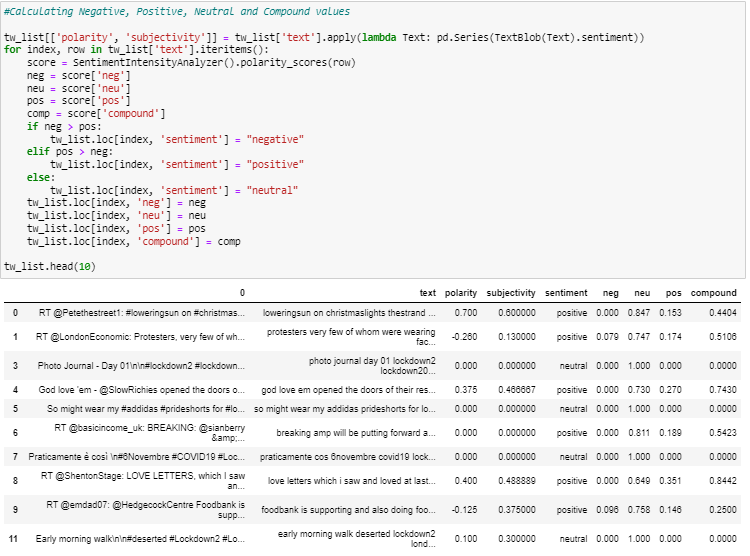 #Calculating Negative, Positive, Neutral and Compound values
tw_list[['polarity', 'subjectivity']] = tw_list['text'].apply(lambda Text: pd.Series(TextBlob(Text).sentiment))
for index, row in tw_list['text'].iteritems():
    score = SentimentIntensityAnalyzer().polarity_scores(row)
    neg = score['neg']
    neu = score['neu']
    pos = score['pos']
    comp = score['compound']
    if neg > pos:
        tw_list.loc[index, 'sentiment'] = "negative"
    elif pos > neg:
        tw_list.loc[index, 'sentiment'] = "positive"
    else:
        tw_list.loc[index, 'sentiment'] = "neutral"
    tw_list.loc[index, 'neg'] = neg
    tw_list.loc[index, 'neu'] = neu
    tw_list.loc[index, 'pos'] = pos
    tw_list.loc[index, 'compound'] = comp
tw_list.head(10)
0 text polarity subjectivity sentiment neg neu pos compound
0 RT @Petethestreet1: #loweringsun on #christmas... loweringsun on christmaslights thestrand ... 0.700 0.600000 positive 0.000 0.847 0.153 0.4404
1 RT @LondonEconomic: Protesters, very few of wh... protesters very few of whom were wearing fac... -0.260 0.130000 positive 0.079 0.747 0.174 0.5106
3 Photo Journal - Day 01\n\n#lockdown2 #lockdown... photo journal day 01 lockdown2 lockdown20... 0.000 0.000000 neutral 0.000 1.000 0.000 0.0000
4 God love 'em - @SlowRichies opened the doors o... god love em opened the doors of their res... 0.375 0.466667 positive 0.000 0.730 0.270 0.7430
5 So might wear my #addidas #prideshorts for #lo... so might wear my addidas prideshorts for lo... 0.000 0.000000 neutral 0.000 1.000 0.000 0.0000
6 RT @basicincome_uk: BREAKING: @sianberry &amp;... breaking amp will be putting forward a... 0.000 0.000000 positive 0.000 0.811 0.189 0.5423
7 Praticamente è così \n#6Novembre #COVID19 #Loc... praticamente cos 6novembre covid19 lock... 0.000 0.000000 neutral 0.000 1.000 0.000 0.0000
8 RT @ShentonStage: LOVE LETTERS, which I saw an... love letters which i saw and loved at last... 0.400 0.488889 positive 0.000 0.649 0.351 0.8442
9 RT @emdad07: @HedgecockCentre Foodbank is supp... foodbank is supporting and also doing foo... -0.125 0.375000 positive 0.096 0.758 0.146 0.2500
11 Early morning walk\n\n#deserted #Lockdown2 #Lo... early morning walk deserted lockdown2 lond... 0.100 0.300000 neutral 0.000 1.000 0.000 0.0000